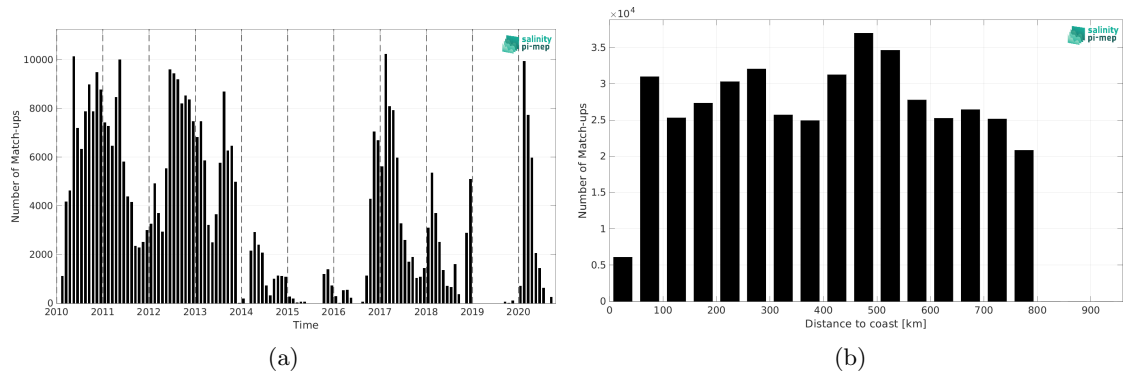 salinity
pi-mep
10000
8000
6000
4000
2000
0
Number of Match-ups
2010 2011 2012 2013 2014 2015 2016 2017 2018 2019 2020
Time
(a)
×10⁴
salinity
pi-mep
3.5
3
2.5
2
1.5
1
0.5
0
Number of Match-ups
0 100 200 300 400 500 600 700 800 900
Distance to coast [km]
(b)